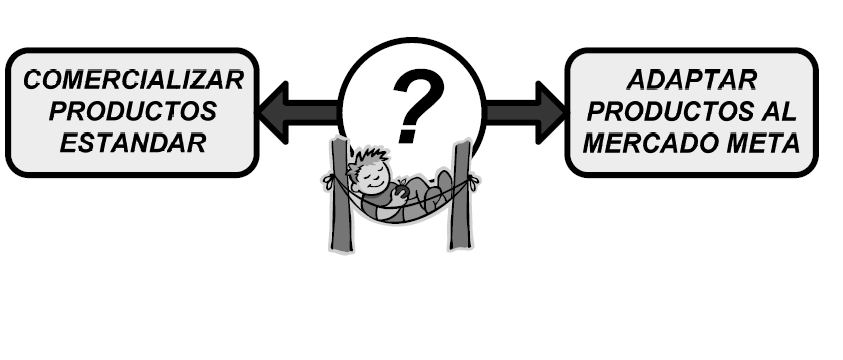 COMERCIALIZAR
PRODUCTOS
ESTANDAR
?
ADAPTAR
PRODUCTOS AL
MERCADO META